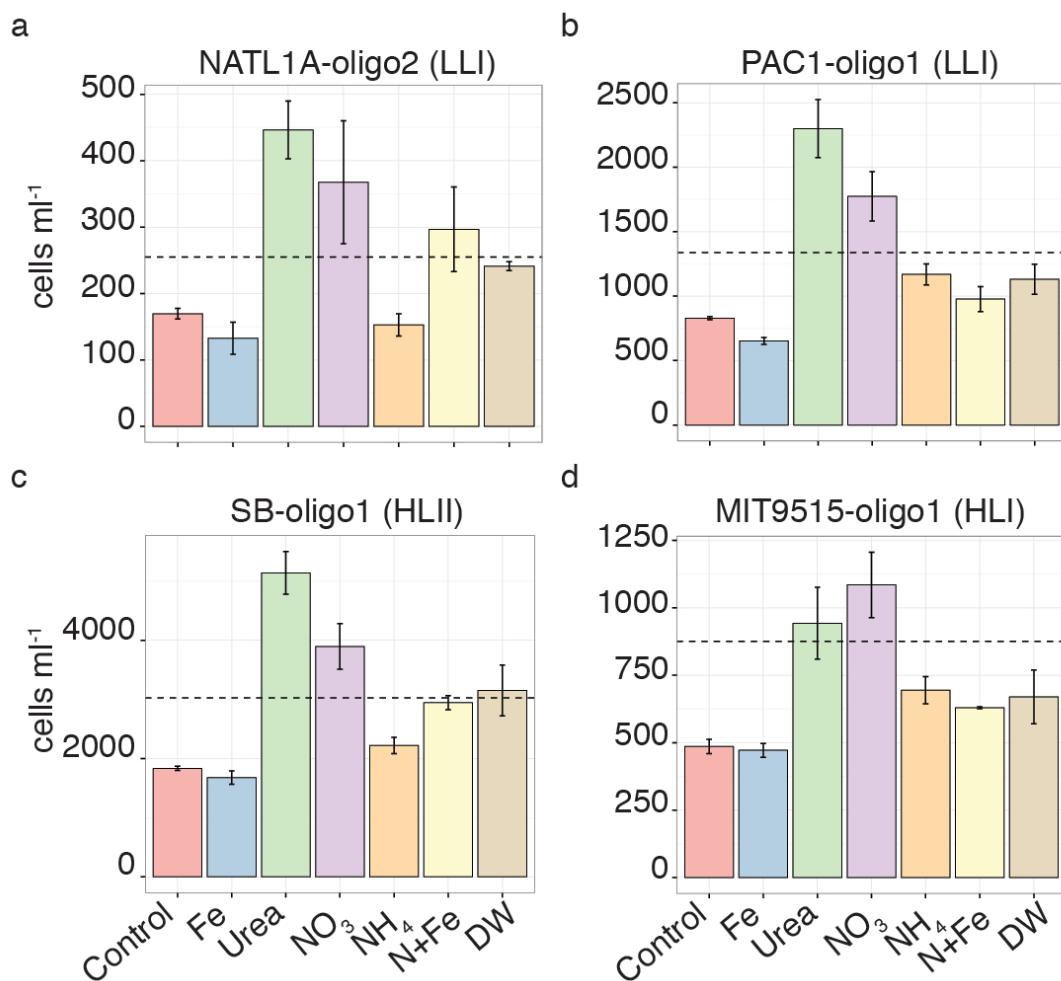 a
NATL1A-oligo2 (LLI)
500
400
300
200
100
0
cells ml⁻¹
b
PAC1-oligo1 (LLI)
2500
2000
1500
1000
500
0
c
SB-oligo1 (HLII)
4000
2000
0
cells ml⁻¹
Control
Fe
Urea
NO₃
NH₄
N+Fe
DW
d
MIT9515-oligo1 (HLI)
1250
1000
750
500
250
0
Control
Fe
Urea
NO₃
NH₄
N+Fe
DW